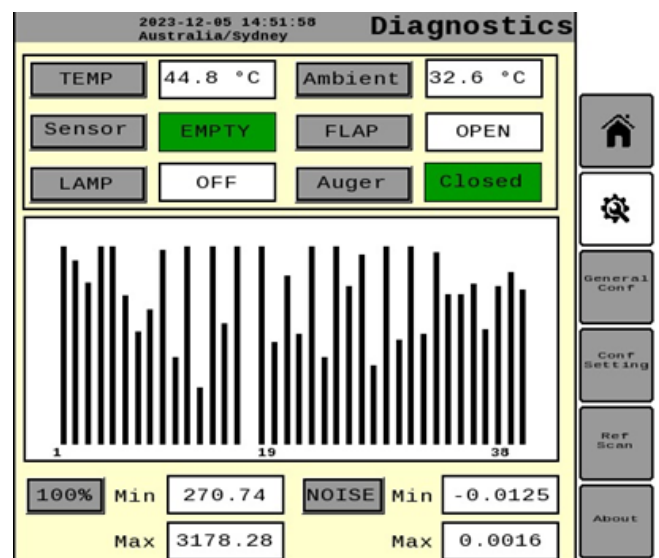 2023-12-05 14:51:58
Australia/Sydney
Diagnostics
TEMP 44.8 °C Ambient 32.6 °C
Sensor EMPTY FLAP OPEN
LAMP OFF Auger Closed
1 19 38
100% Min 270.74 NOISE Min -0.0125
Max 3178.28 Max 0.0016
General
Conf
Conf
Setting
Ref
Scan
About